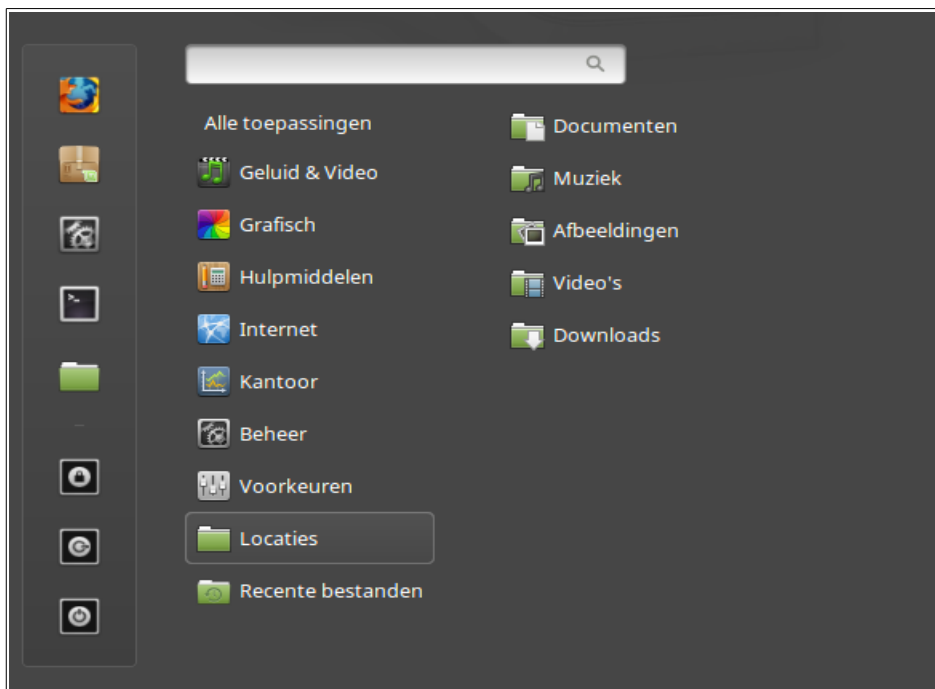 Alle toepassingen
Geluid & Video
Grafisch
Hulpmiddelen
Internet
Kantoor
Beheer
Voorkeuren
Locaties
Recente bestanden
Documenten
Muziek
Afbeeldingen
Video's
Downloads